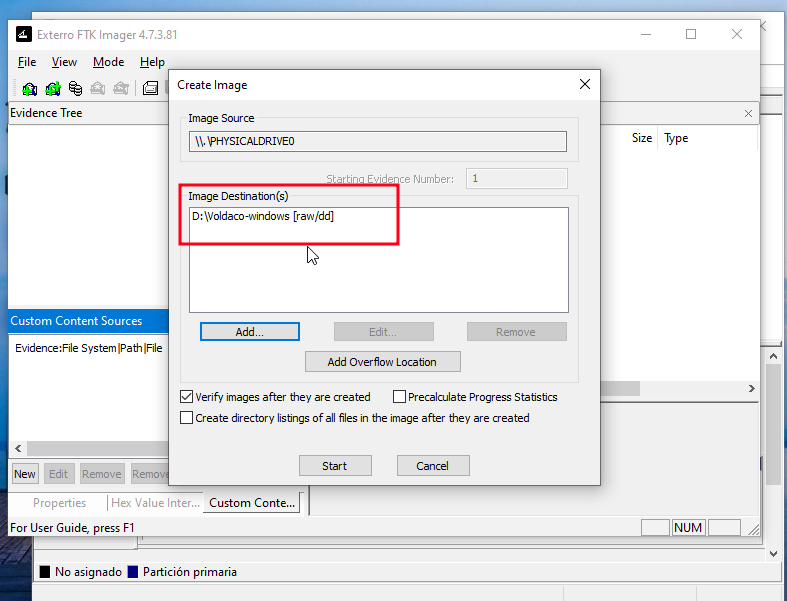 Exterro FTK Imager 4.7.3.81
File View Mode Help
Evidence Tree
Create Image
Image Source
\\.\PHYSICALDRIVE0
Starting Evidence Number: 1
Image Destination(s)
D:\Voldaco-windows [raw/dd]
Add... Edit... Remove
Add Overflow Location
Verify images after they are created Precalculate Progress Statistics
Create directory listings of all files in the image after they are created
Start Cancel
Size Type
Custom Content Sources
Evidence:File System|Path|File
New Edit Remove Remove
Properties Hex Value Inter... Custom Conte...
For User Guide, press F1 NUM
No asignado Partición primaria